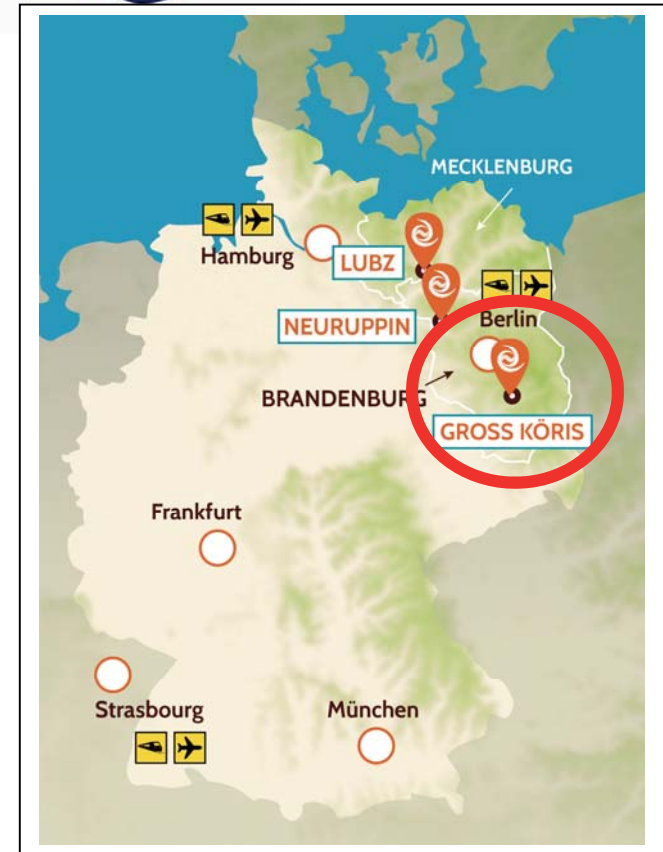 MECKLENBURG
Hamburg
LUBZ
NEURUPPIN
Berlin
BRANDENBURG
GROSS KÖRIS
Frankfurt
Strasbourg
München